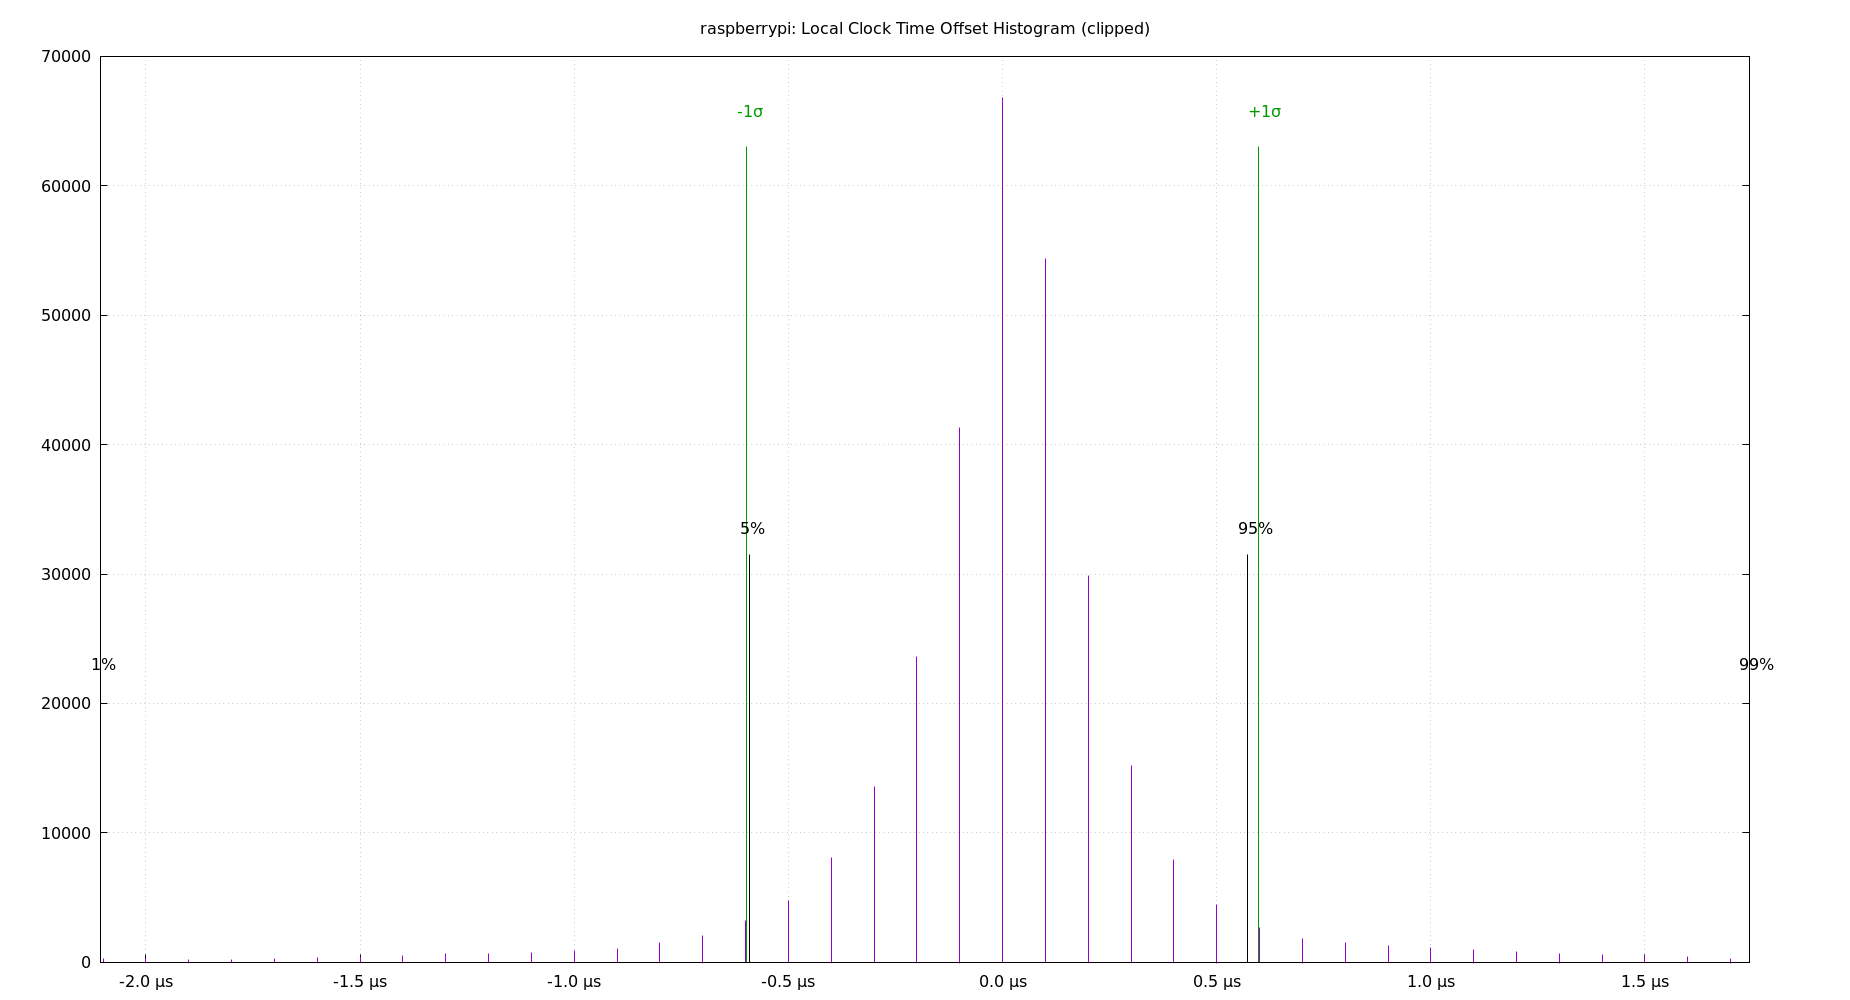 raspberrypi: Local Clock Time Offset Histogram (clipped)
70000
-1σ
+1σ
60000
50000
40000
5%
95%
30000
1%
99%
20000
10000
0
-2.0 µs
-1.5 µs
-1.0 µs
-0.5 µs
0.0 µs
0.5 µs
1.0 µs
1.5 µs